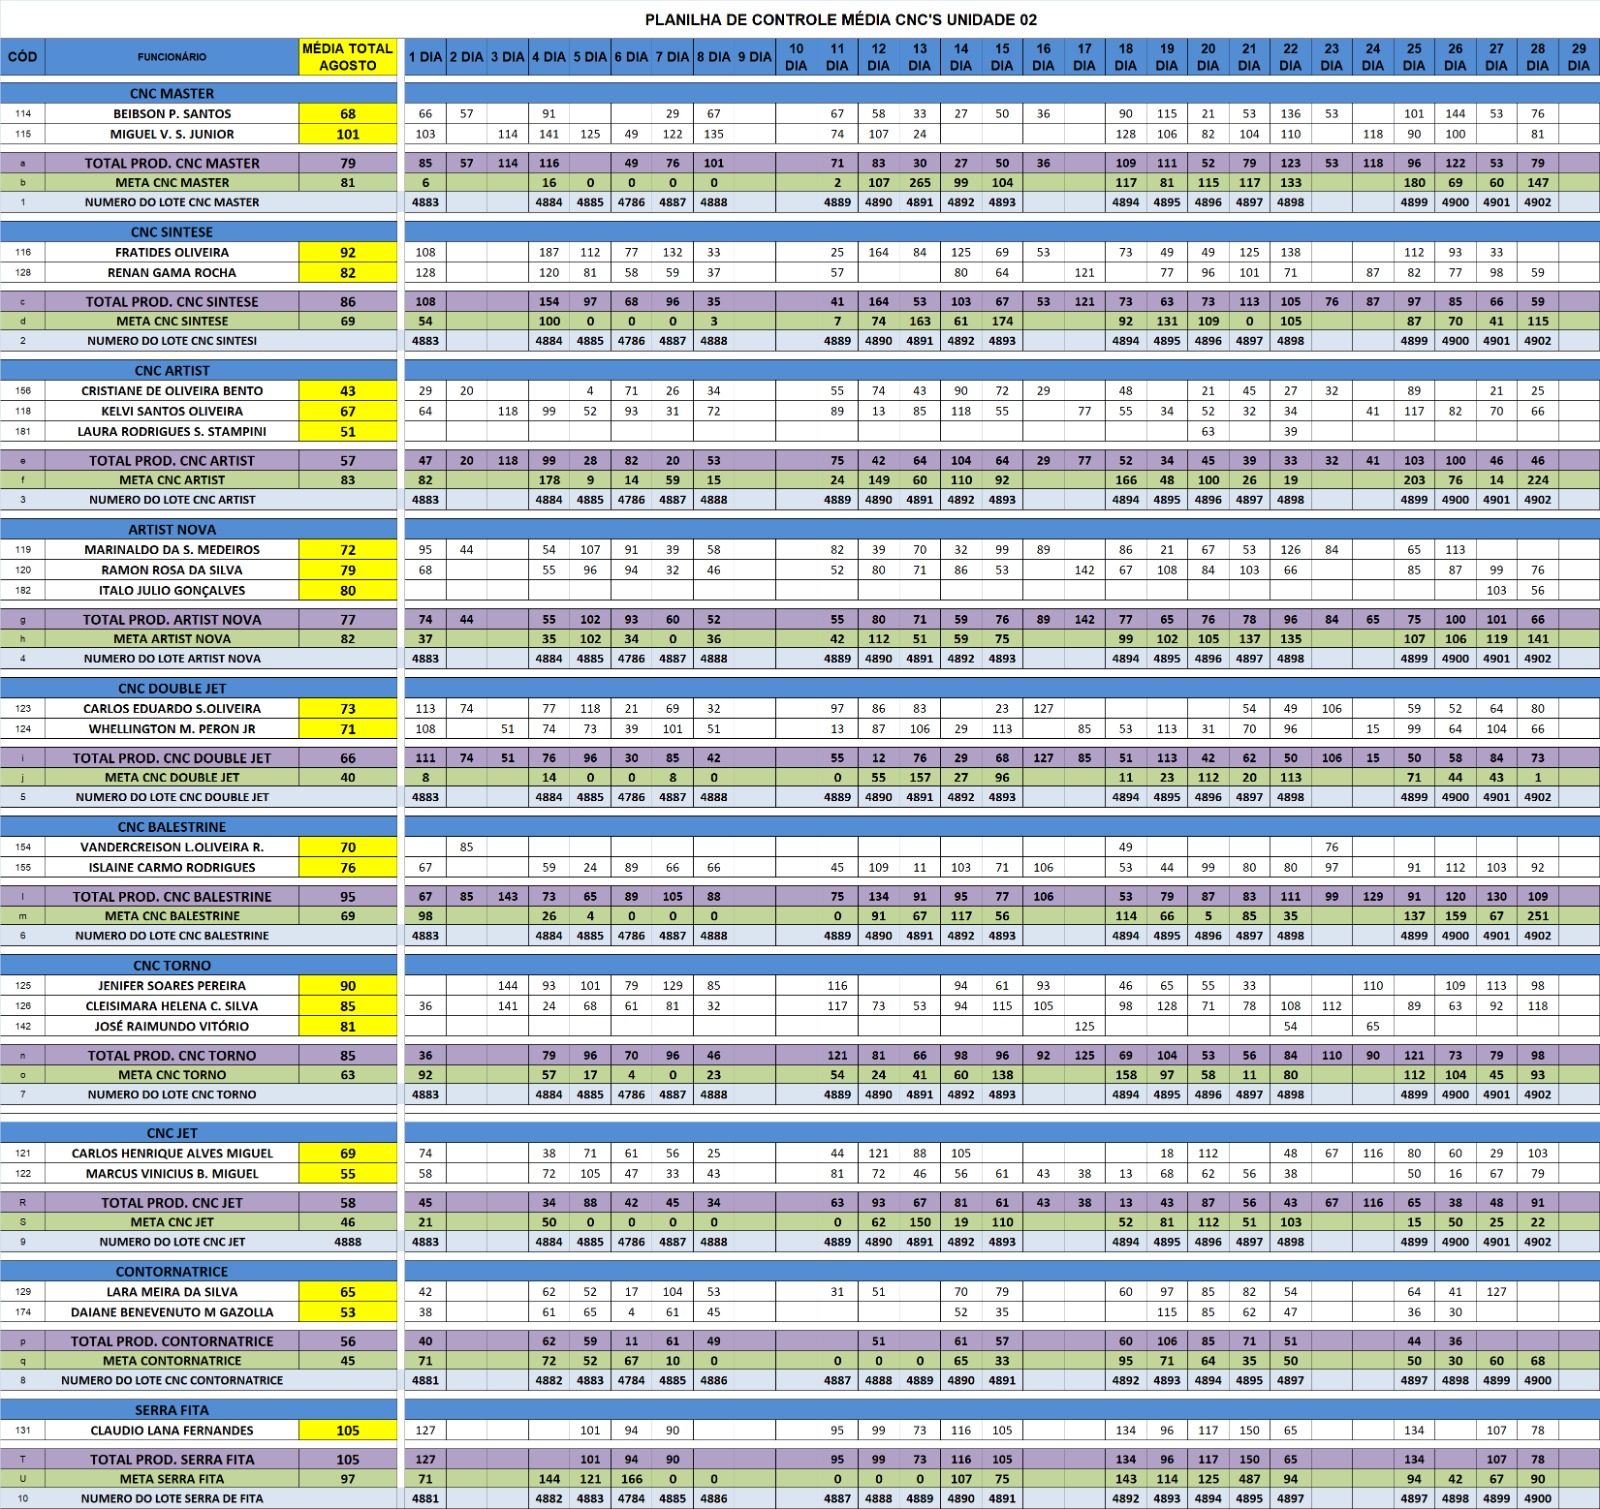 PLANILHA DE CONTROLE MÉDIA CNC'S UNIDADE 02
CÓD FUNCIONÁRIO MÉDIA TOTAL AGOSTO 1 DIA 2 DIA 3 DIA 4 DIA 5 DIA 6 DIA 7 DIA 8 DIA 9 DIA 10 DIA 11 DIA 12 DIA 13 DIA 14 DIA 15 DIA 16 DIA 17 DIA 18 DIA 19 DIA 20 DIA 21 DIA 22 DIA 23 DIA 24 DIA 25 DIA 26 DIA 27 DIA 28 DIA 29 DIA
CNC MASTER
114 BEIBSON P. SANTOS 68 66 57 91 29 67 67 58 33 27 50 36 90 115 21 53 136 53 101 144 53 76
115 MIGUEL V. S. JUNIOR 101 103 114 141 125 49 122 135 74 107 24 128 106 82 104 110 118 90 100 81
a TOTAL PROD. CNC MASTER 79 85 57 114 116 49 76 101 71 83 30 27 50 36 109 111 52 79 123 53 118 96 122 53 79
b META CNC MASTER 81 6 16 0 0 0 0 2 107 265 99 104 117 81 115 117 133 180 69 60 147
1 NUMERO DO LOTE CNC MASTER 4883 4884 4885 4786 4887 4888 4889 4890 4891 4892 4893 4894 4895 4896 4897 4898 4899 4900 4901 4902
CNC SINTESE
116 FRATIDES OLIVEIRA 92 108 187 112 77 132 33 25 164 84 125 69 53 73 49 49 125 138 112 93 33
128 RENAN GAMA ROCHA 82 128 120 81 58 59 37 57 80 64 121 77 96 101 71 87 82 77 98 59
c TOTAL PROD. CNC SINTESE 86 108 154 97 68 96 35 41 164 53 103 67 53 121 73 63 73 113 105 76 87 97 85 66 59
d META CNC SINTESE 69 54 100 0 0 0 3 7 74 163 61 174 92 131 109 0 105 87 70 41 115
2 NUMERO DO LOTE CNC SINTESI 4883 4884 4885 4786 4887 4888 4889 4890 4891 4892 4893 4894 4895 4896 4897 4898 4899 4900 4901 4902
CNC ARTIST
156 CRISTIANE DE OLIVEIRA BENTO 43 29 20 4 71 26 34 55 74 43 90 72 29 48 21 45 27 32 89 21 25
118 KELVI SANTOS OLIVEIRA 67 64 118 99 52 93 31 72 89 13 85 118 55 77 55 34 52 32 34 41 117 82 70 66
181 LAURA RODRIGUES S. STAMPINI 51 63 39
e TOTAL PROD. CNC ARTIST 57 47 20 118 99 28 82 20 53 75 42 64 104 64 29 77 52 34 45 39 33 32 41 103 100 46 46
f META CNC ARTIST 83 82 178 9 14 59 15 24 149 60 110 92 166 48 100 26 19 203 76 14 224
3 NUMERO DO LOTE CNC ARTIST 4883 4884 4885 4786 4887 4888 4889 4890 4891 4892 4893 4894 4895 4896 4897 4898 4899 4900 4901 4902
ARTIST NOVA
119 MARINALDO DA S. MEDEIROS 72 95 44 54 107 91 39 58 82 39 70 32 99 89 86 21 67 53 126 84 65 113
120 RAMON ROSA DA SILVA 79 68 55 96 94 32 46 52 80 71 86 53 142 67 108 84 103 66 85 87 99 76
182 ITALO JULIO GONÇALVES 80 103 56
g TOTAL PROD. ARTIST NOVA 77 74 44 55 102 93 60 52 55 80 71 59 76 89 142 77 65 76 78 96 84 65 75 100 101 66
h META ARTIST NOVA 82 37 35 102 34 0 36 42 112 51 59 75 99 102 105 137 135 107 106 119 141
4 NUMERO DO LOTE ARTIST NOVA 4883 4884 4885 4786 4887 4888 4889 4890 4891 4892 4893 4894 4895 4896 4897 4898 4899 4900 4901 4902
CNC DOUBLE JET
123 CARLOS EDUARDO S.OLIVEIRA 73 113 74 77 118 21 69 32 97 86 83 23 127 54 49 106 59 52 64 80
124 WHELLINGTON M. PERON JR 71 108 51 74 73 39 101 51 13 87 106 29 113 85 53 113 31 70 96 15 99 64 104 66
i TOTAL PROD. CNC DOUBLE JET 66 111 74 51 76 96 30 85 42 55 12 76 29 68 127 85 51 113 42 62 50 106 15 50 58 84 73
j META CNC DOUBLE JET 40 8 14 0 0 8 0 0 55 157 27 96 11 23 112 20 113 71 44 43 1
5 NUMERO DO LOTE CNC DOUBLE JET 4883 4884 4885 4786 4887 4888 4889 4890 4891 4892 4893 4894 4895 4896 4897 4898 4899 4900 4901 4902
CNC BALESTRINE
154 VANDERCREISON L.OLIVEIRA R. 70 85 49 76
155 ISLAINE CARMO RODRIGUES 76 67 59 24 89 66 66 45 109 11 103 71 106 53 44 99 80 80 97 91 112 103 92
l TOTAL PROD. CNC BALESTRINE 95 67 85 143 73 65 89 105 88 75 134 91 95 77 106 53 79 87 83 111 99 129 91 120 130 109
m META CNC BALESTRINE 69 98 26 4 0 0 0 0 91 67 117 56 114 66 5 85 35 137 159 67 251
6 NUMERO DO LOTE CNC BALESTRINE 4883 4884 4885 4786 4887 4888 4889 4890 4891 4892 4893 4894 4895 4896 4897 4898 4899 4900 4901 4902
CNC TORNO
125 JENIFER SOARES PEREIRA 90 144 93 101 79 129 85 116 94 61 93 46 65 55 33 110 109 113 98
126 CLEISIMARA HELENA C. SILVA 85 36 141 24 68 61 81 32 117 73 53 94 115 105 98 128 71 78 108 112 89 63 92 118
142 JOSÉ RAIMUNDO VITÓRIO 81 125 54 65
n TOTAL PROD. CNC TORNO 85 36 79 96 70 96 46 121 81 66 98 96 92 125 69 104 53 56 84 110 90 121 73 79 98
o META CNC TORNO 63 92 57 17 4 0 23 54 24 41 60 138 158 97 58 11 80 112 104 45 93
7 NUMERO DO LOTE CNC TORNO 4883 4884 4885 4786 4887 4888 4889 4890 4891 4892 4893 4894 4895 4896 4897 4898 4899 4900 4901 4902
CNC JET
121 CARLOS HENRIQUE ALVES MIGUEL 69 74 38 71 61 56 25 44 121 88 105 18 112 48 67 116 80 60 29 103
122 MARCUS VINICIUS B. MIGUEL 55 58 72 105 47 33 43 81 72 46 56 61 43 38 13 68 62 56 38 50 16 67 79
R TOTAL PROD. CNC JET 58 45 34 88 42 45 34 63 93 67 81 61 43 38 13 43 87 56 43 67 116 65 38 48 91
S META CNC JET 46 21 50 0 0 0 0 0 62 150 19 110 52 81 112 51 103 15 50 25 22
9 NUMERO DO LOTE CNC JET 4888 4883 4884 4885 4786 4887 4888 4889 4890 4891 4892 4893 4894 4895 4896 4897 4898 4899 4900 4901 4902
CONTORNATRICE
129 LARA MEIRA DA SILVA 65 42 62 52 17 104 53 31 51 70 79 60 97 85 82 54 64 41 127
174 DAIANE BENEVENUTO M GAZOLLA 53 38 61 65 4 61 45 52 35 115 85 62 47 36 30
p TOTAL PROD. CONTORNATRICE 56 40 62 59 11 61 49 51 61 57 60 106 85 71 51 44 36
q META CONTORNATRICE 45 71 72 52 67 10 0 0 0 0 65 33 95 71 64 35 50 50 30 60 68
8 NUMERO DO LOTE CNC CONTORNATRICE 4881 4882 4883 4784 4885 4886 4887 4888 4889 4890 4891 4892 4893 4894 4895 4897 4897 4898 4899 4900
SERRA FITA
131 CLAUDIO LANA FERNANDES 105 127 101 94 90 95 99 73 116 105 134 96 117 150 65 134 107 78
T TOTAL PROD. SERRA FITA 105 127 101 94 90 95 99 73 116 105 134 96 117 150 65 134 107 78
U META SERRA FITA 97 71 144 121 166 0 0 0 0 0 107 75 143 114 125 487 94 94 42 67 90
10 NUMERO DO LOTE SERRA DE FITA 4881 4882 4883 4784 4885 4886 4887 4888 4889 4890 4891 4892 4893 4894 4895 4897 4897 4898 4899 4900